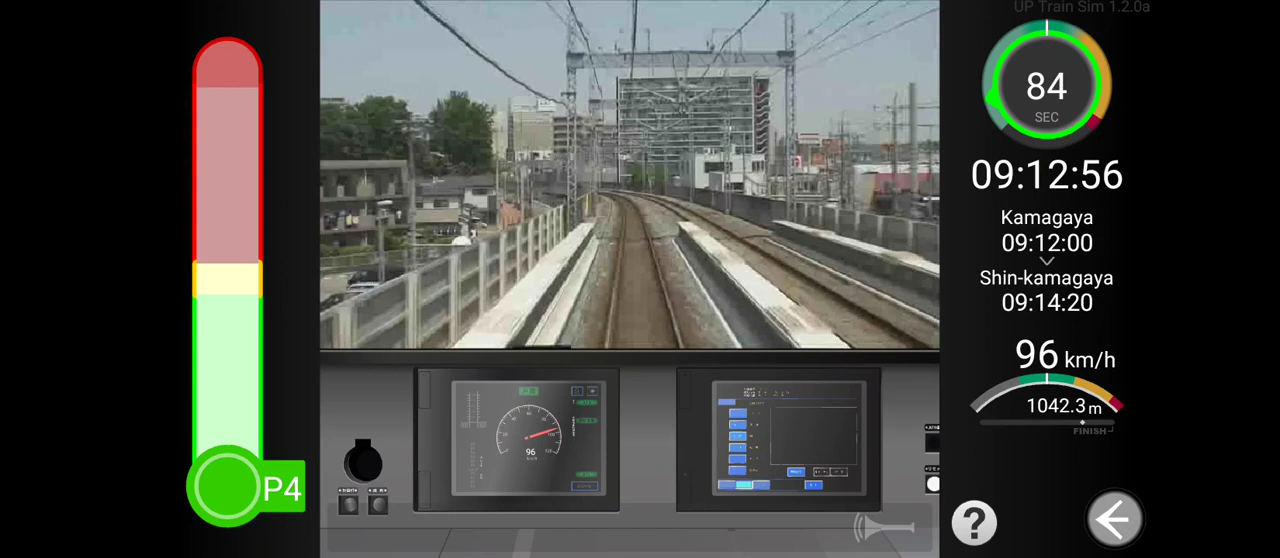 UP Train Sim 1.2.0a
84
SEC
09:12:56
Kamagaya
09:12:00
Shin-kamagaya
09:14:20
96 km/h
1042.3 m
FINISH
P4
96
?